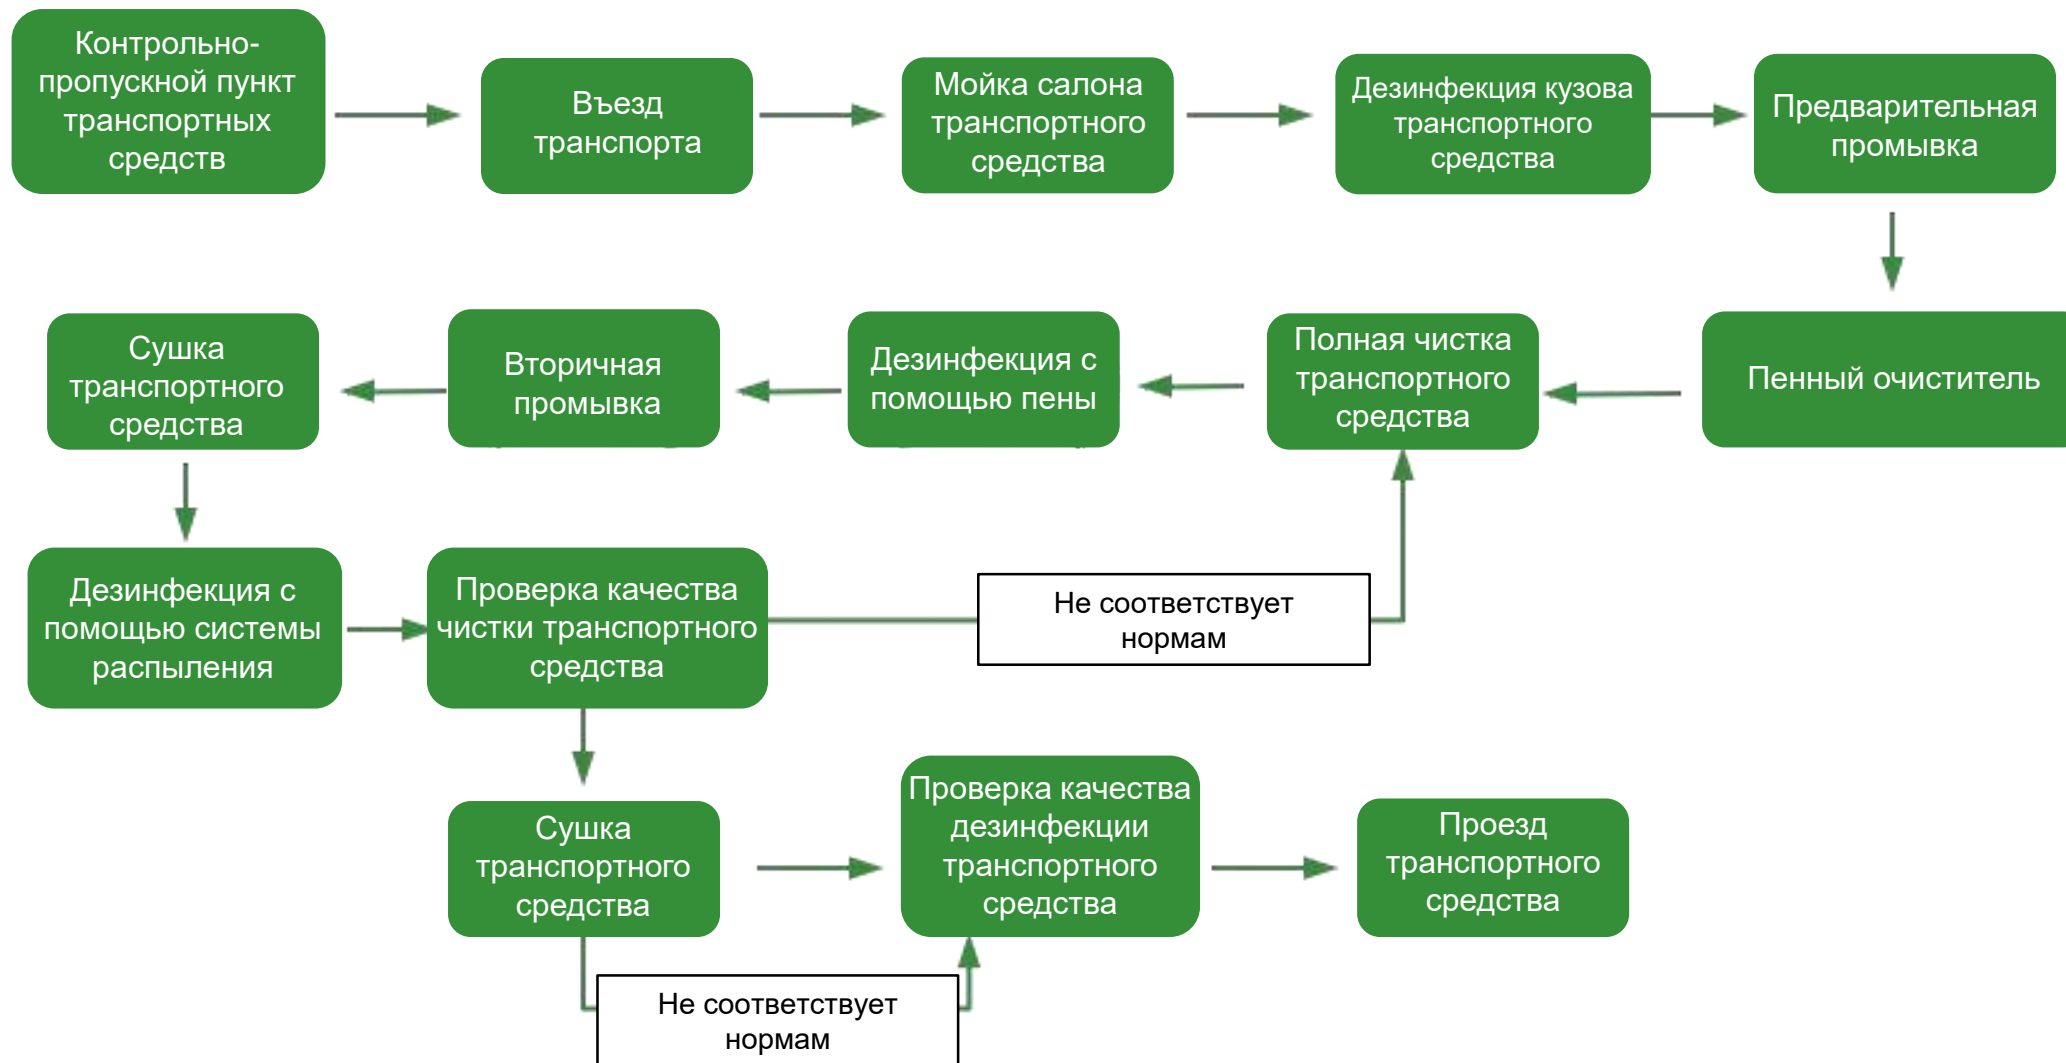 Контрольно-
пропускной пункт
транспортных
средств
Въезд
транспорта
Мойка салона
транспортного
средства
Дезинфекция кузова
транспортного
средства
Предварительная
промывка
Сушка
транспортного
средства
Вторичная
промывка
Дезинфекция с
помощью пены
Полная чистка
транспортного
средства
Пенный очиститель
Дезинфекция с
помощью системы
распыления
Проверка качества
чистки транспортного
средства
Не соответствует
нормам
Сушка
транспортного
средства
Проверка качества
дезинфекции
транспортного
средства
Проезд
транспортного
средства
Не соответствует
нормам